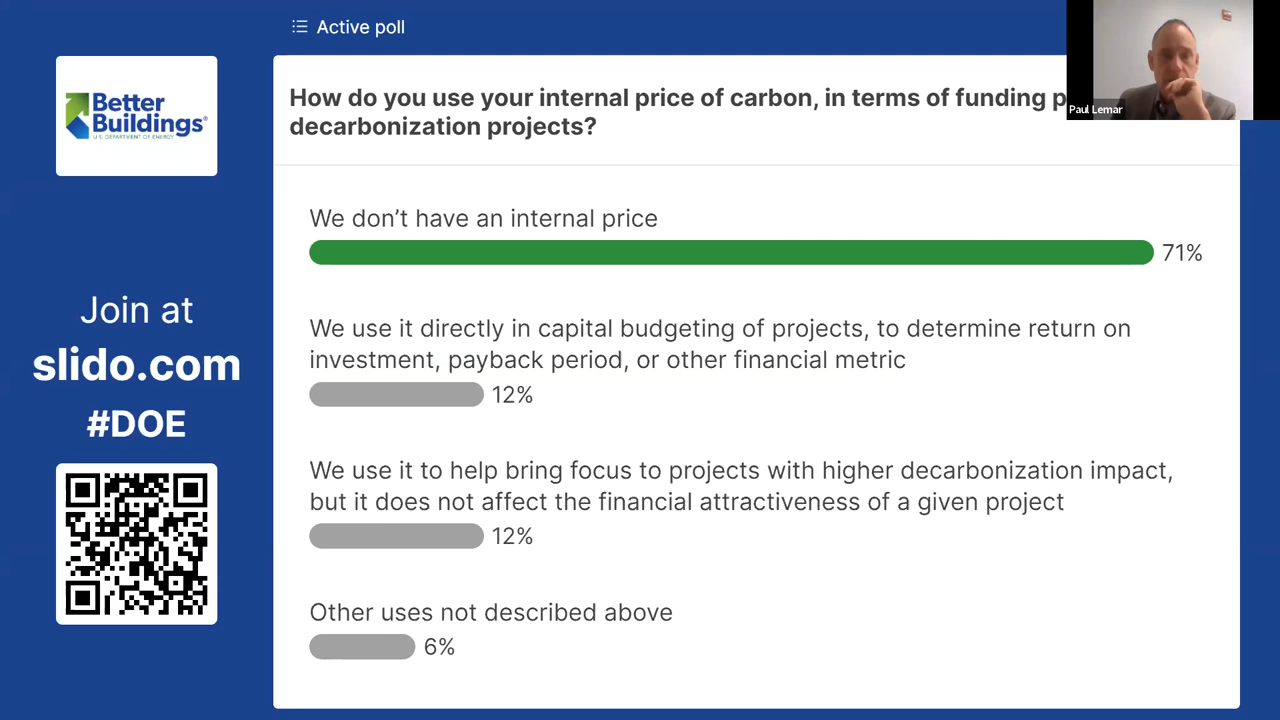 Active poll
Better
Buildings®
U.S. DEPARTMENT OF ENERGY
How do you use your internal price of carbon, in terms of funding
decarbonization projects?
Paul Lemar
We don’t have an internal price
71%
We use it directly in capital budgeting of projects, to determine return on
investment, payback period, or other financial metric
12%
We use it to help bring focus to projects with higher decarbonization impact,
but it does not affect the financial attractiveness of a given project
12%
Other uses not described above
6%
Join at
slido.com
#DOE